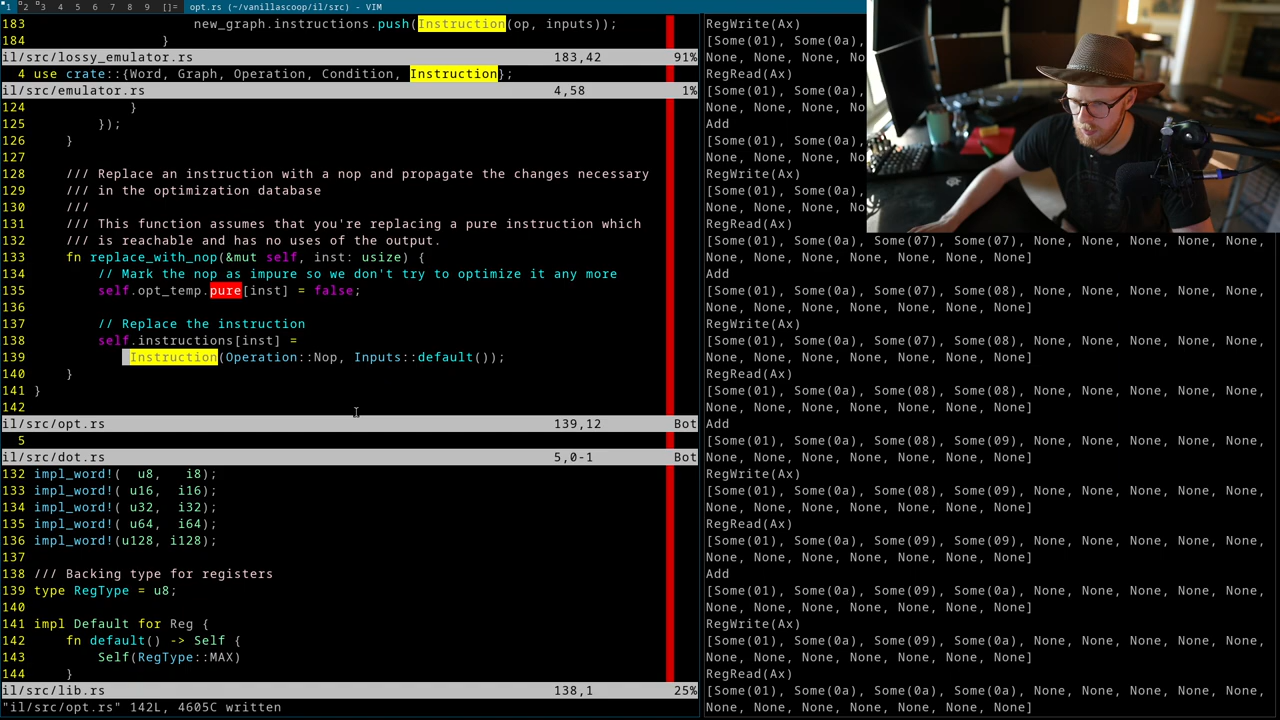 1 2 3 4 5 6 7 8 9 []= opt.rs (~/vanillascoop/il/src) - VIM
183                     new_graph.instructions.push(Instruction(op, inputs));
184                 }
il/src/lossy_emulator.rs 183,42 91%
4 use crate::{Word, Graph, Operation, Condition, Instruction};
il/src/emulator.rs 4,58 1%
124             }
125         });
126     }
127
128     /// Replace an instruction with a nop and propagate the changes necessary
129     /// in the optimization database
130     ///
131     /// This function assumes that you're replacing a pure instruction which
132     /// is reachable and has no uses of the output.
133     fn replace_with_nop(&mut self, inst: usize) {
134         // Mark the nop as impure so we don't try to optimize it any more
135         self.opt_temp.pure[inst] = false;
136
137         // Replace the instruction
138         self.instructions[inst] =
139             Instruction(Operation::Nop, Inputs::default());
140     }
141 }
142
il/src/opt.rs 139,12 Bot
5
il/src/dot.rs 5,0-1 Bot
132 impl_word!(  u8,   i8);
133 impl_word!( u16,  i16);
134 impl_word!( u32,  i32);
135 impl_word!( u64,  i64);
136 impl_word!(u128, i128);
137
138 /// Backing type for registers
139 type RegType = u8;
140
141 impl Default for Reg {
142     fn default() -> Self {
143         Self(RegType::MAX)
144     }
il/src/lib.rs 138,1 25%
"il/src/opt.rs" 142L, 4605C written
RegWrite(Ax)
[Some(01), Some(0a),
None, None, None, No
RegRead(Ax)
[Some(01), Some(0a),
None, None, None, No
Add
[Some(01), Some(0a),
None, None, None, No
RegWrite(Ax)
[Some(01), Some(0a),
None, None, None, No
RegRead(Ax)
[Some(01), Some(0a), Some(07), Some(07), None, None, None, None, None,
None, None, None, None, None]
Add
[Some(01), Some(0a), Some(07), Some(08), None, None, None, None, None,
None, None, None, None, None]
RegWrite(Ax)
[Some(01), Some(0a), Some(07), Some(08), None, None, None, None, None,
None, None, None, None, None]
RegRead(Ax)
[Some(01), Some(0a), Some(08), Some(08), None, None, None, None, None,
None, None, None, None, None]
Add
[Some(01), Some(0a), Some(08), Some(09), None, None, None, None, None,
None, None, None, None, None]
RegWrite(Ax)
[Some(01), Some(0a), Some(08), Some(09), None, None, None, None, None,
None, None, None, None, None]
RegRead(Ax)
[Some(01), Some(0a), Some(09), Some(09), None, None, None, None, None,
None, None, None, None, None]
Add
[Some(01), Some(0a), Some(09), Some(0a), None, None, None, None, None,
None, None, None, None, None]
RegWrite(Ax)
[Some(01), Some(0a), Some(09), Some(0a), None, None, None, None, None,
None, None, None, None, None]
RegRead(Ax)
[Some(01), Some(0a), Some(0a), Some(0a), None, None, None, None, None,
None, None, None, None, None]